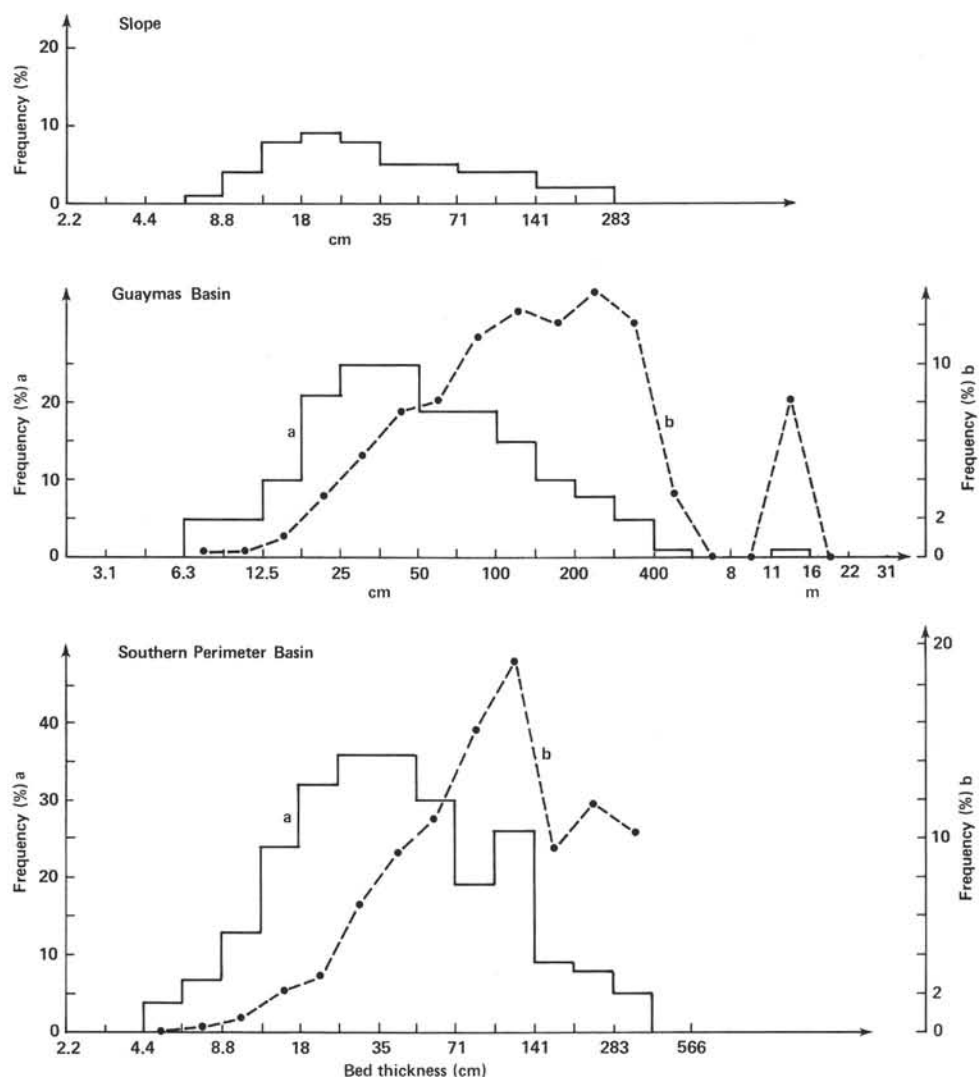 Slope
Frequency (%)
20
10
0
2.2 4.4 8.8 18 35 71 141 283
cm
Guaymas Basin
Frequency (%) a
20
10
0
a
b
Frequency (%) b
10
2
0
3.1 6.3 12.5 25 50 100 200 400 8 11 16 22 31
cm m
Southern Perimeter Basin
Frequency (%) a
40
30
20
10
0
a
b
Frequency (%) b
20
10
2
0
2.2 4.4 8.8 18 35 71 141 283 566
Bed thickness (cm)